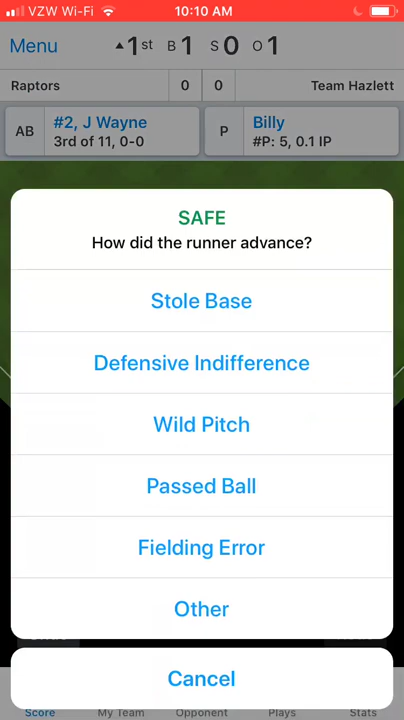 VZW Wi-Fi 10:10 AM
Menu ▲1st B 1 S 0 O 1
Raptors 0 0 Team Hazlett
AB #2, J Wayne P Billy
3rd of 11, 0-0 #P: 5, 0.1 IP
SAFE
How did the runner advance?
Stole Base
Defensive Indifference
Wild Pitch
Passed Ball
Fielding Error
Other
Cancel
Score My Team Opponent Plays Stats